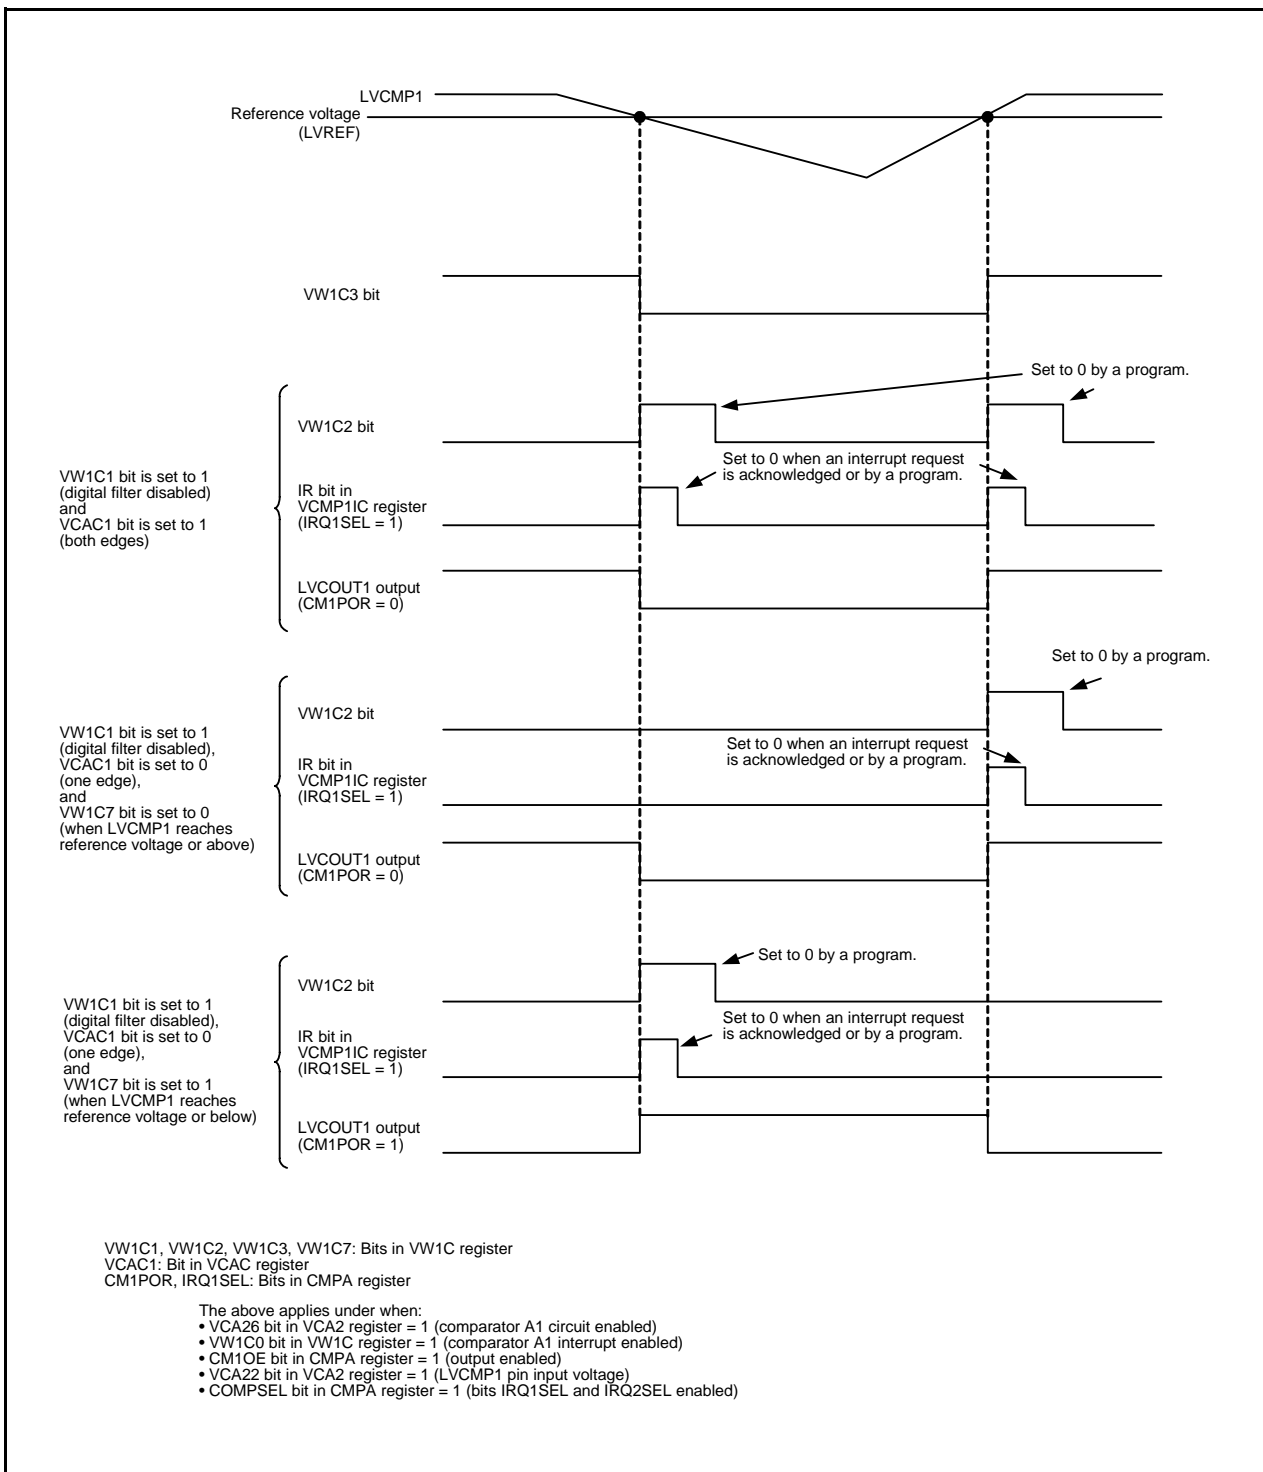 LVCMP1
Reference voltage
(LVREF)
VW1C3 bit
Set to 0 by a program.
VW1C2 bit
Set to 0 when an interrupt request
is acknowledged or by a program.
VW1C1 bit is set to 1
(digital filter disabled)
and
VCAC1 bit is set to 1
(both edges)
IR bit in
VCMP1IC register
(IRQ1SEL = 1)
LVCOUT1 output
(CM1POR = 0)
Set to 0 by a program.
VW1C2 bit
VW1C1 bit is set to 1
(digital filter disabled),
VCAC1 bit is set to 0
(one edge),
and
VW1C7 bit is set to 0
(when LVCMP1 reaches
reference voltage or above)
Set to 0 when an interrupt request
is acknowledged or by a program.
IR bit in
VCMP1IC register
(IRQ1SEL = 1)
LVCOUT1 output
(CM1POR = 0)
Set to 0 by a program.
VW1C2 bit
VW1C1 bit is set to 1
(digital filter disabled),
VCAC1 bit is set to 0
(one edge),
and
VW1C7 bit is set to 1
(when LVCMP1 reaches
reference voltage or below)
Set to 0 when an interrupt request
is acknowledged or by a program.
IR bit in
VCMP1IC register
(IRQ1SEL = 1)
LVCOUT1 output
(CM1POR = 1)
VW1C1, VW1C2, VW1C3, VW1C7: Bits in VW1C register
VCAC1: Bit in VCAC register
CM1POR, IRQ1SEL: Bits in CMPA register
The above applies under when:
• VCA26 bit in VCA2 register = 1 (comparator A1 circuit enabled)
• VW1C0 bit in VW1C register = 1 (comparator A1 interrupt enabled)
• CM1OE bit in CMPA register = 1 (output enabled)
• VCA22 bit in VCA2 register = 1 (LVCMP1 pin input voltage)
• COMPSEL bit in CMPA register = 1 (bits IRQ1SEL and IRQ2SEL enabled)